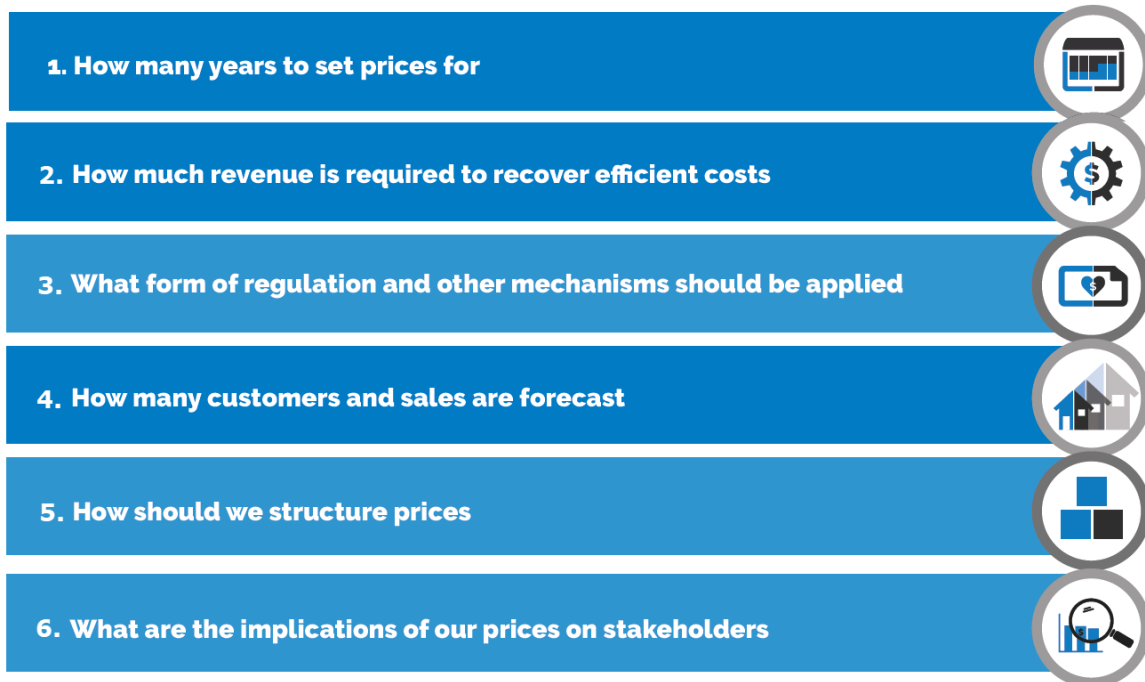 1. How many years to set prices for
$
2. How much revenue is required to recover efficient costs
$
3. What form of regulation and other mechanisms should be applied
4. How many customers and sales are forecast
5. How should we structure prices
$
6. What are the implications of our prices on stakeholders